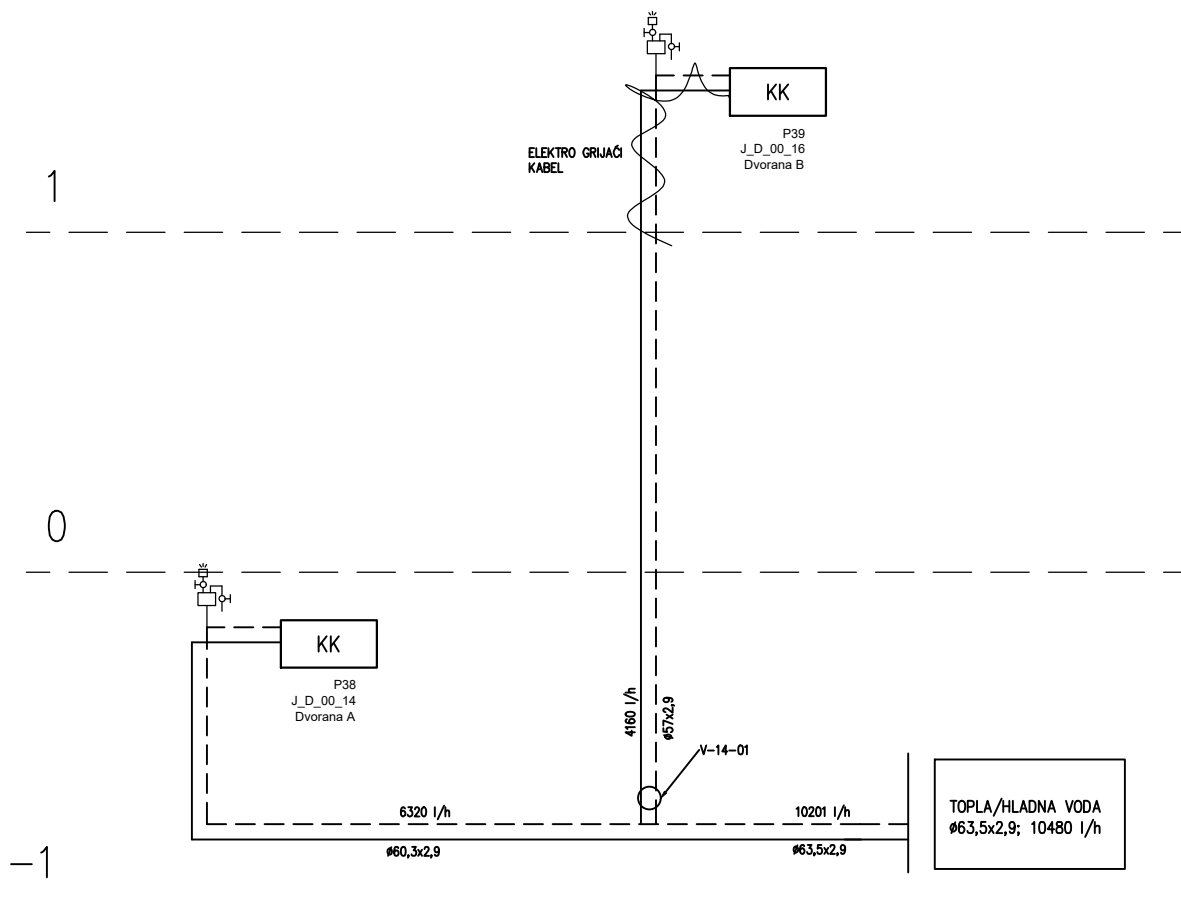 KK
P39
J_D_00_16
Dvorana B
ELEKTRO GRIJAĆI
KABEL
1
0
KK
P38
J_D_00_14
Dvorana A
4160 l/h
ø57x2,9
V-14-01
6320 l/h
ø60,3x2,9
10201 l/h
ø63,5x2,9
TOPLA/HLADNA VODA
ø63,5x2,9; 10480 l/h
-1